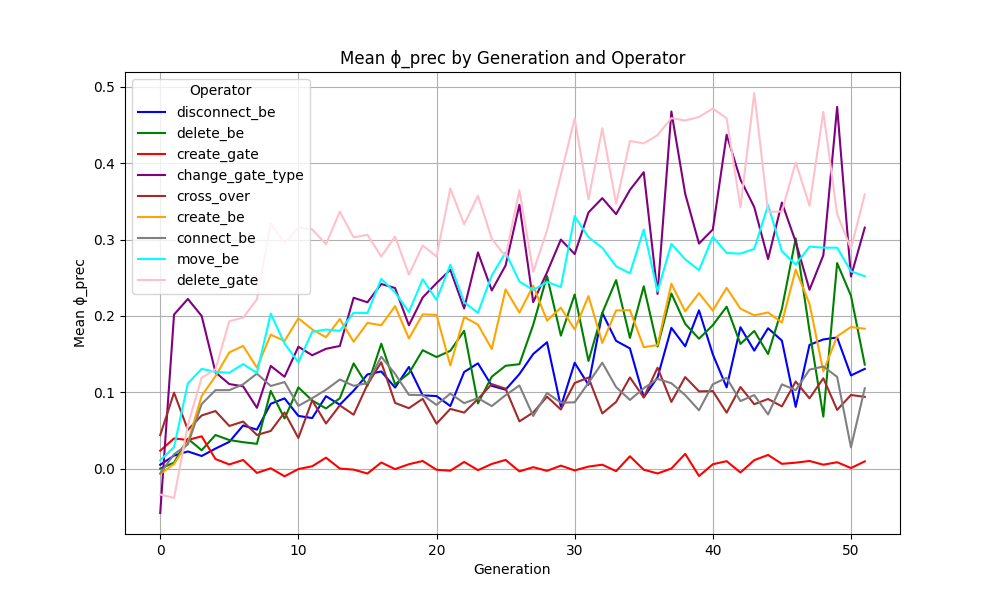 Mean ϕ_prec by Generation and Operator
Mean ϕ_prec
0.5
0.4
0.3
0.2
0.1
0.0
Operator
disconnect_be
delete_be
create_gate
change_gate_type
cross_over
create_be
connect_be
move_be
delete_gate
0 10 20 30 40 50
Generation